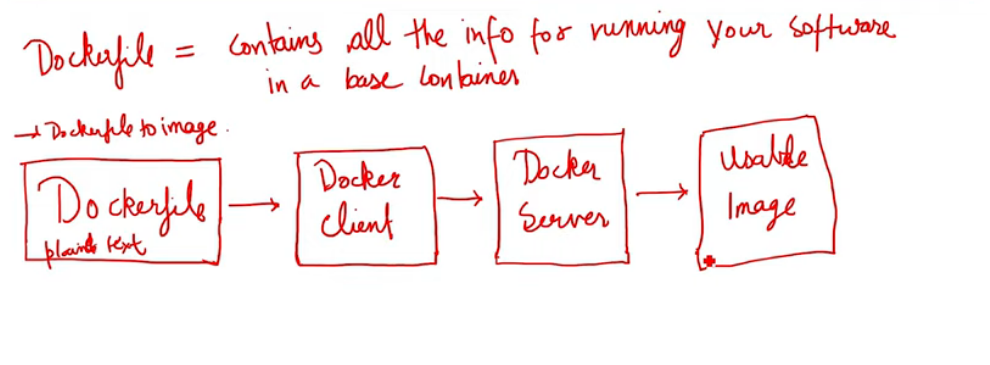 Dockerfile = contains all the info for running your software
in a base container
→ Dockerfile to image.
Dockerfile
plain text
Docker
client
Docker
Server
Usable
Image